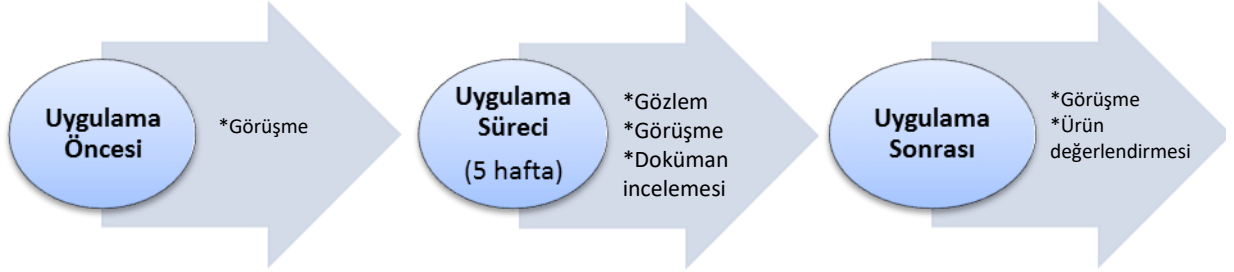 Uygulama
Öncesi
*Görüşme
Uygulama
Süreci
(5 hafta)
*Gözlem
*Görüşme
*Doküman
incelemesi
Uygulama
Sonrası
*Görüşme
*Ürün
değerlendirmesi